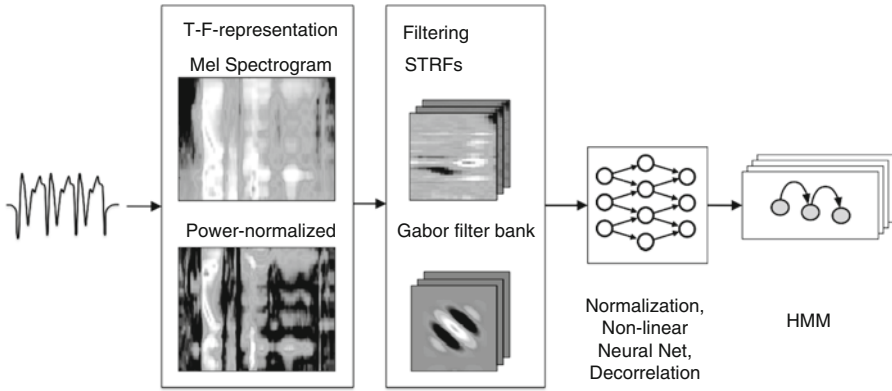 T-F-representation
Mel Spectrogram
Power-normalized
Filtering
STRFs
Gabor filter bank
Normalization,
Non-linear
Neural Net,
Decorrelation
HMM